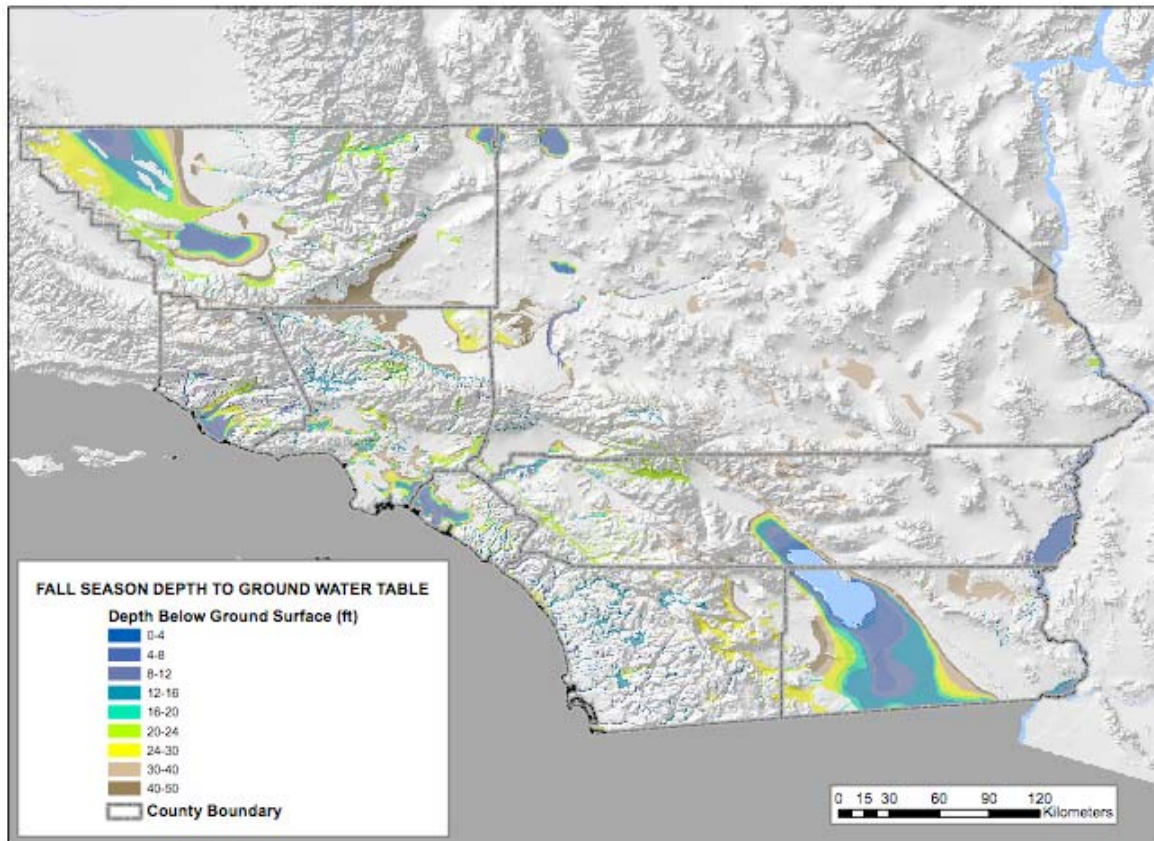 FALL SEASON DEPTH TO GROUND WATER TABLE
Depth Below Ground Surface (ft)
0-4
4-8
8-12
12-16
16-20
20-24
24-30
30-40
40-50
County Boundary
0 15 30 60 90 120
Kilometers